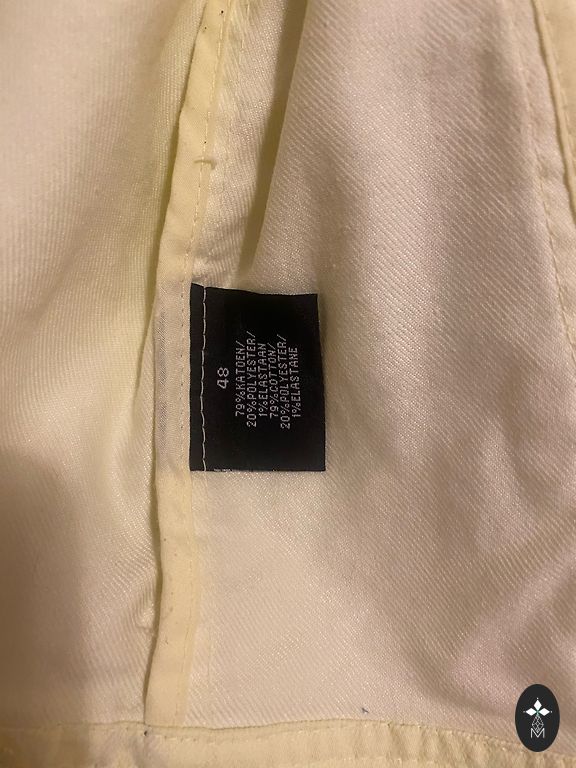 48
79%KATOEN/
20%POLYESTER/
1%ELASTAAN
79%COTTON/
20%POLYESTER/
1%ELASTANE
M